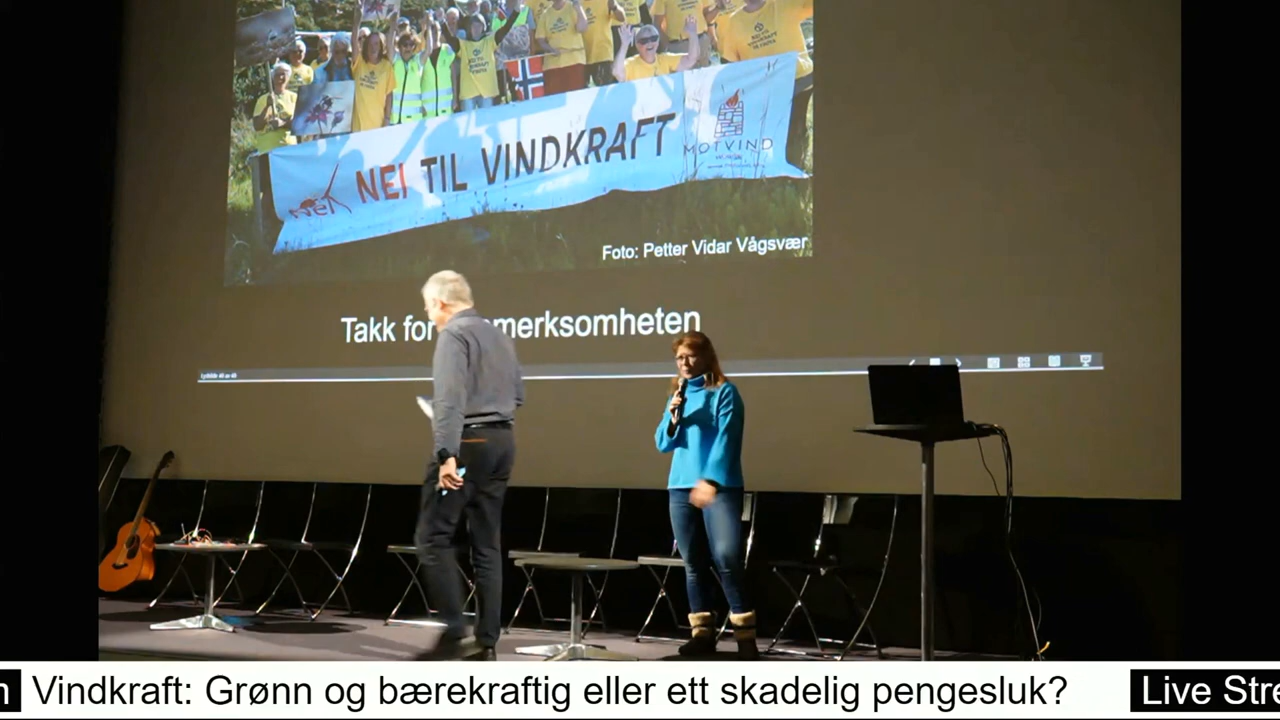 NEI TIL VINDKRAFT
MOTVIND
Foto: Petter Vidar Vågsvær
Takk for
merksomheten
Vindkraft: Grønn og bærekraftig eller ett skadelig pengesluk?
Live Stre